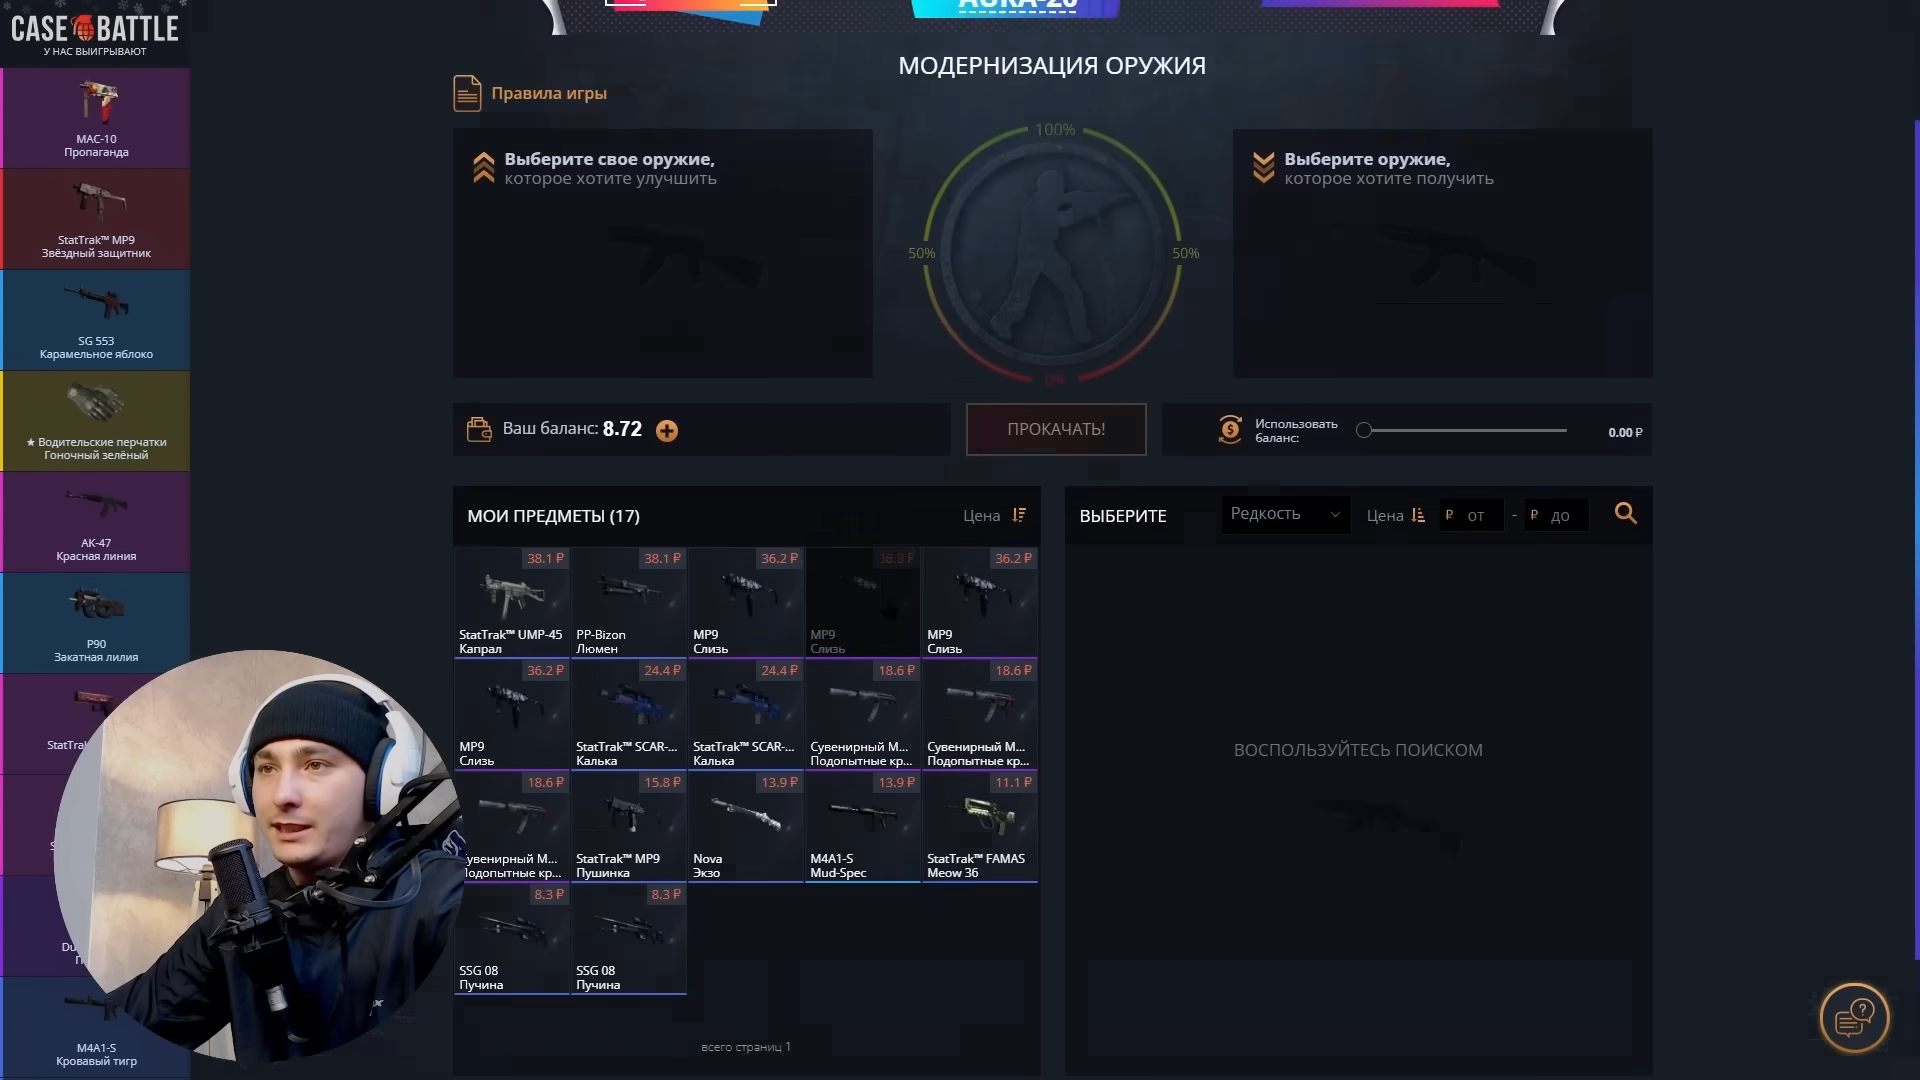 CASE BATTLE
У НАС ВЫИГРЫВАЮТ
MAC-10
Пропаганда
StatTrak™ MP9
Звёздный защитник
SG 553
Карамельное яблоко
★ Водительские перчатки
Гоночный зелёный
AK-47
Красная линия
P90
Закатная лилия
M4A1-S
Кровавый тигр
МОДЕРНИЗАЦИЯ ОРУЖИЯ
Правила игры
Выберите свое оружие,
которое хотите улучшить
100%
50%
50%
0%
Выберите оружие,
которое хотите получить
Ваш баланс: 8.72
ПРОКАЧАТЬ!
Использовать
баланс:
0.00 ₽
МОИ ПРЕДМЕТЫ (17)
Цена
38.1 ₽
StatTrak™ UMP-45
Капрал
38.1 ₽
PP-Bizon
Люмен
36.2 ₽
MP9
Слизь
36.2 ₽
MP9
Слизь
36.2 ₽
MP9
Слизь
36.2 ₽
MP9
Слизь
24.4 ₽
StatTrak™ SCAR-...
Калька
24.4 ₽
StatTrak™ SCAR-...
Калька
18.6 ₽
Сувенирный M...
Подопытные кр...
18.6 ₽
Сувенирный M...
Подопытные кр...
18.6 ₽
увенирный M...
одопытные кр...
15.8 ₽
StatTrak™ MP9
Пушинка
13.9 ₽
Nova
Экзо
13.9 ₽
M4A1-S
Mud-Spec
11.1 ₽
StatTrak™ FAMAS
Meow 36
8.3 ₽
SSG 08
Пучина
8.3 ₽
SSG 08
Пучина
всего страниц 1
ВЫБЕРИТЕ
Редкость
Цена
₽ от - ₽ до
ВОСПОЛЬЗУЙТЕСЬ ПОИСКОМ